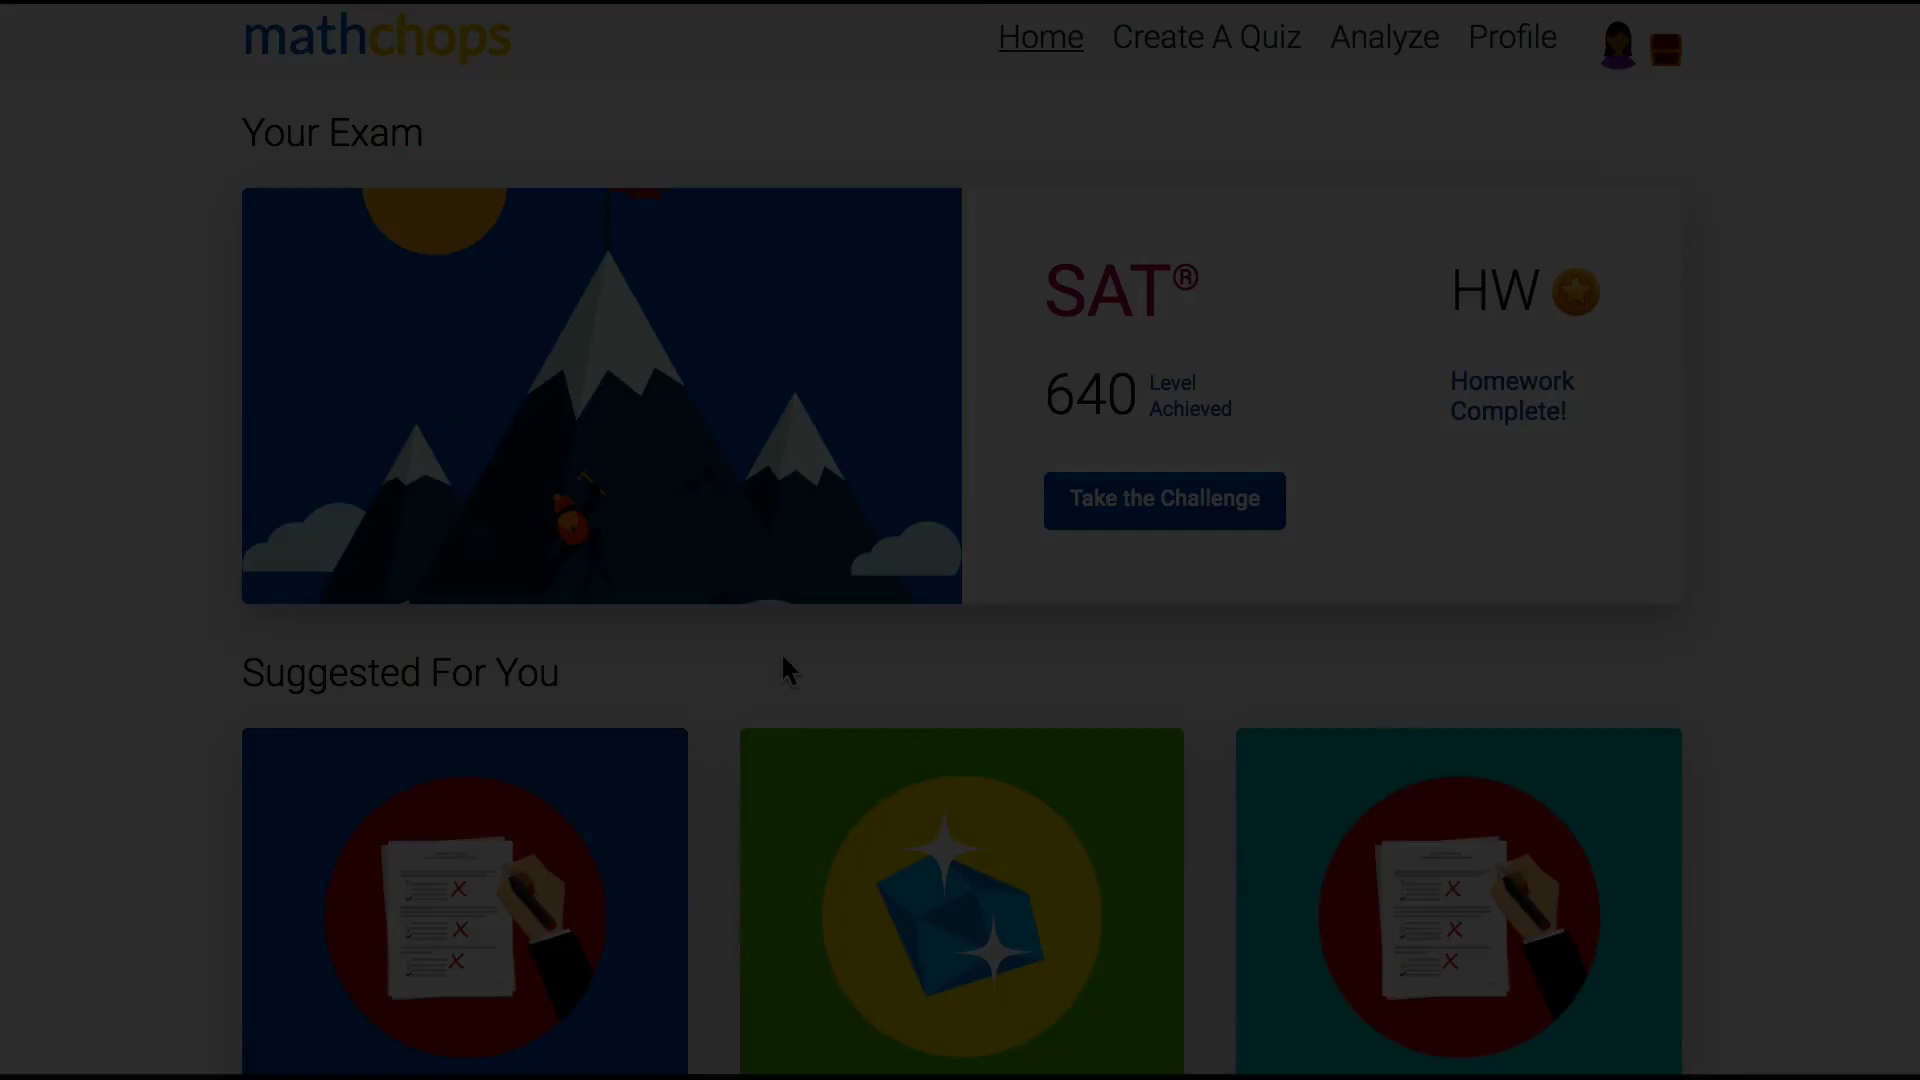 mathchops
Home Create A Quiz Analyze Profile
Your Exam
SAT®
HW
640 Level Achieved
Homework
Complete!
Take the Challenge
Suggested For You